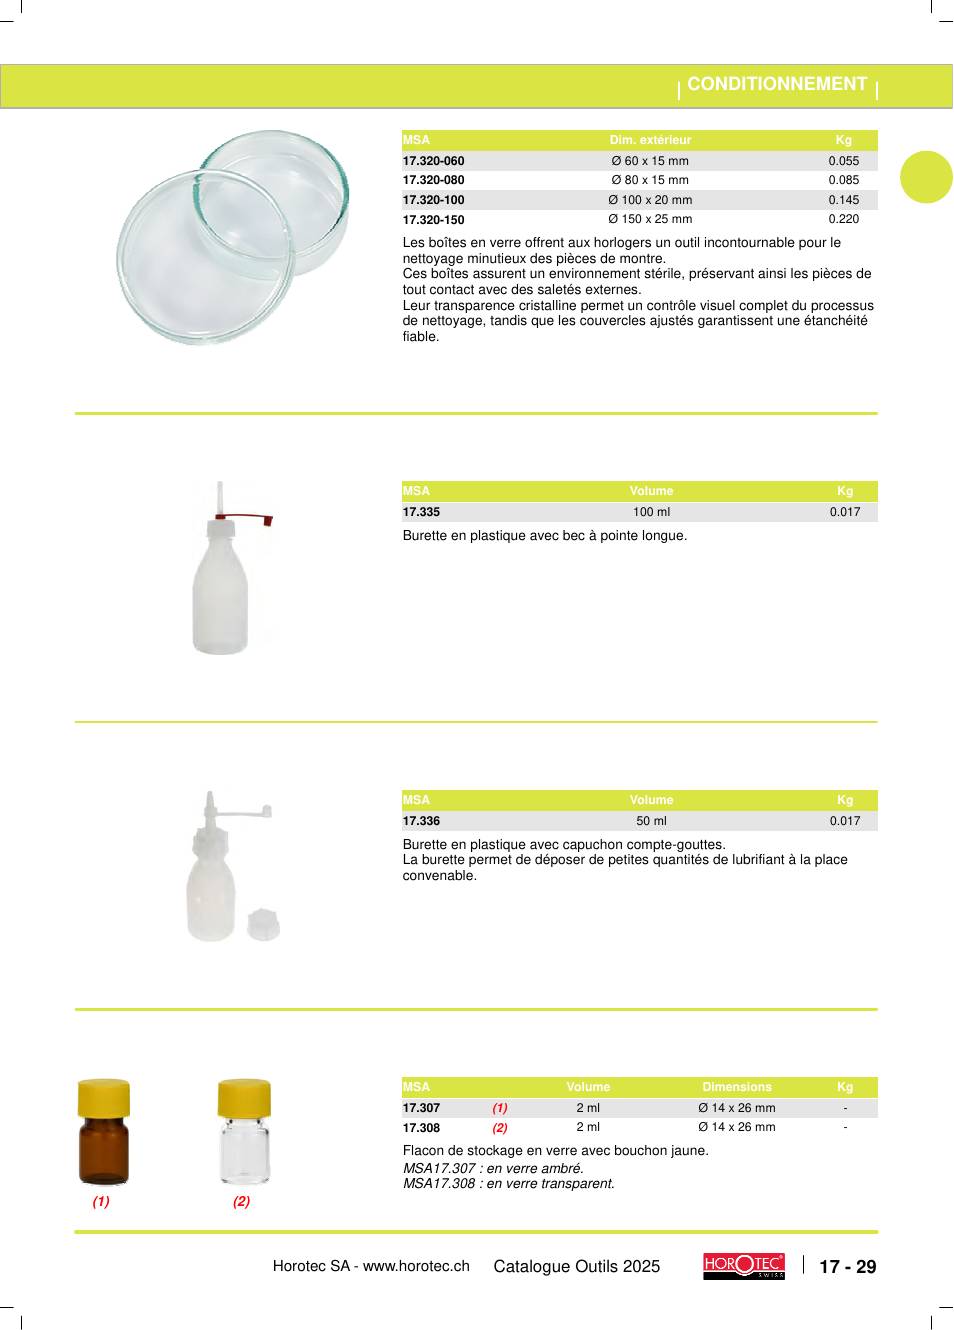 CONDITIONNEMENT
MSA Dim. extérieur Kg
17.320-060 Ø 60 x 15 mm 0.055
17.320-080 Ø 80 x 15 mm 0.085
17.320-100 Ø 100 x 20 mm 0.145
17.320-150 Ø 150 x 25 mm 0.220
Les boîtes en verre offrent aux horlogers un outil incontournable pour le
nettoyage minutieux des pièces de montre.
Ces boîtes assurent un environnement stérile, préservant ainsi les pièces de
tout contact avec des saletés externes.
Leur transparence cristalline permet un contrôle visuel complet du processus
de nettoyage, tandis que les couvercles ajustés garantissent une étanchéité
fiable.
MSA Volume Kg
17.335 100 ml 0.017
Burette en plastique avec bec à pointe longue.
MSA Volume Kg
17.336 50 ml 0.017
Burette en plastique avec capuchon compte-gouttes.
La burette permet de déposer de petites quantités de lubrifiant à la place
convenable.
MSA Volume Dimensions Kg
17.307 (1) 2 ml Ø 14 x 26 mm -
17.308 (2) 2 ml Ø 14 x 26 mm -
Flacon de stockage en verre avec bouchon jaune.
MSA17.307 : en verre ambré.
MSA17.308 : en verre transparent.
(1) (2)
Horotec SA - www.horotec.ch Catalogue Outils 2025 HOROTEC SWISS 17 - 29